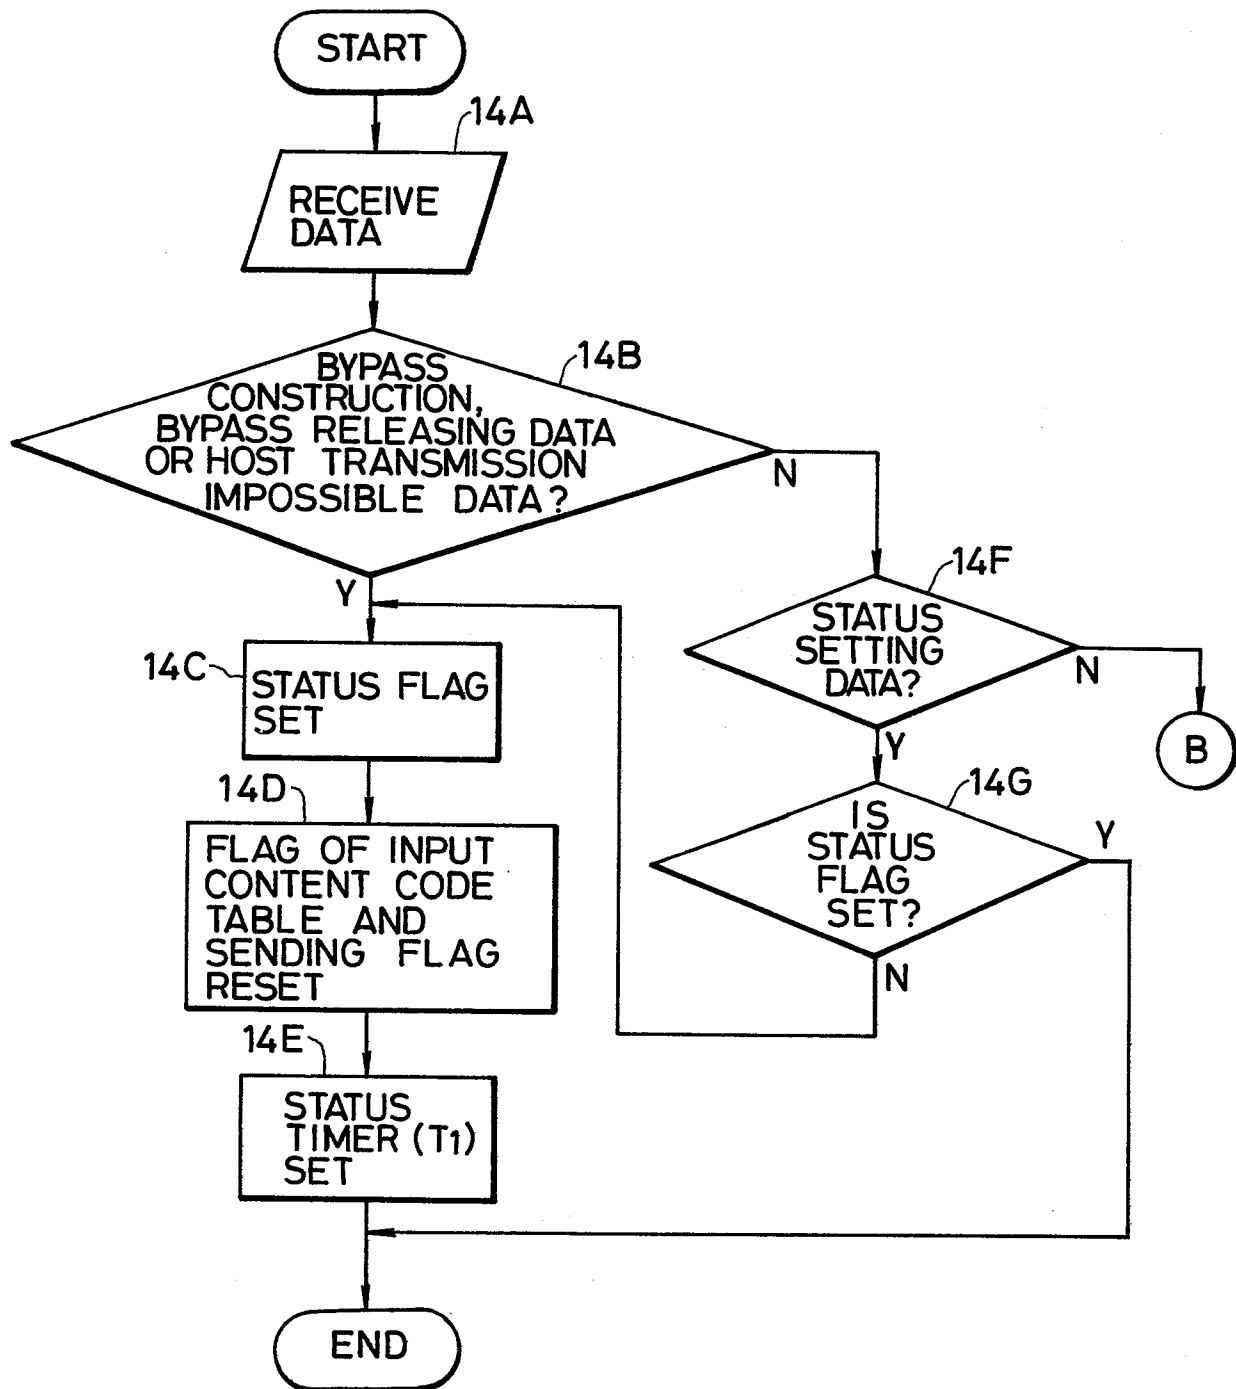 START
14A
RECEIVE
DATA
14B
BYPASS
CONSTRUCTION,
BYPASS RELEASING DATA
OR HOST TRANSMISSION
IMPOSSIBLE DATA?
N
Y
14F
STATUS
SETTING
DATA?
N
B
Y
14C
STATUS FLAG
SET
14G
IS
STATUS
FLAG
SET?
Y
N
14D
FLAG OF INPUT
CONTENT CODE
TABLE AND
SENDING FLAG
RESET
14E
STATUS
TIMER (T1)
SET
END